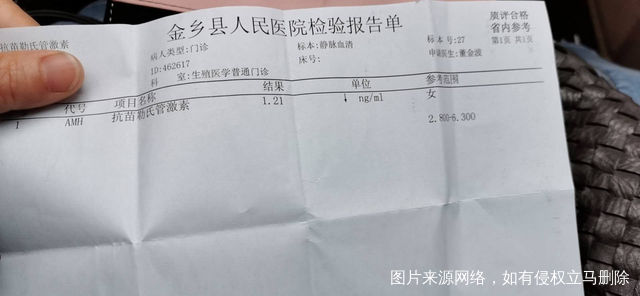 金乡县人民医院检验报告单
质评合格
省内参考
抗苗勒氏管激素
病人类型:门诊
标本:静脉血清
标本号:27
第1页 共1页
ID:462617
床号:
申请医生:董金波
科 室:生殖医学普通门诊
代号 项目名称 结果 单位 参考范围
1 AMH 抗苗勒氏管激素 1.21 ↓ ng/ml 女
2.800-6.300
图片来源网络，如有侵权立马删除